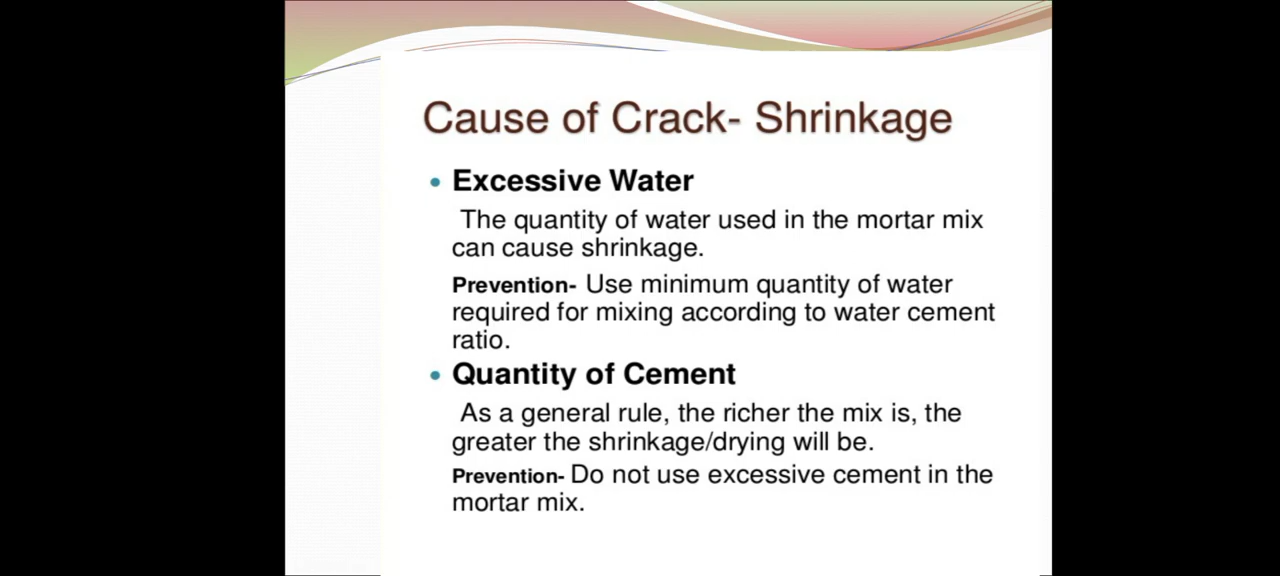 Cause of Crack- Shrinkage
• Excessive Water
The quantity of water used in the mortar mix
can cause shrinkage.
Prevention- Use minimum quantity of water
required for mixing according to water cement
ratio.
• Quantity of Cement
As a general rule, the richer the mix is, the
greater the shrinkage/drying will be.
Prevention- Do not use excessive cement in the
mortar mix.